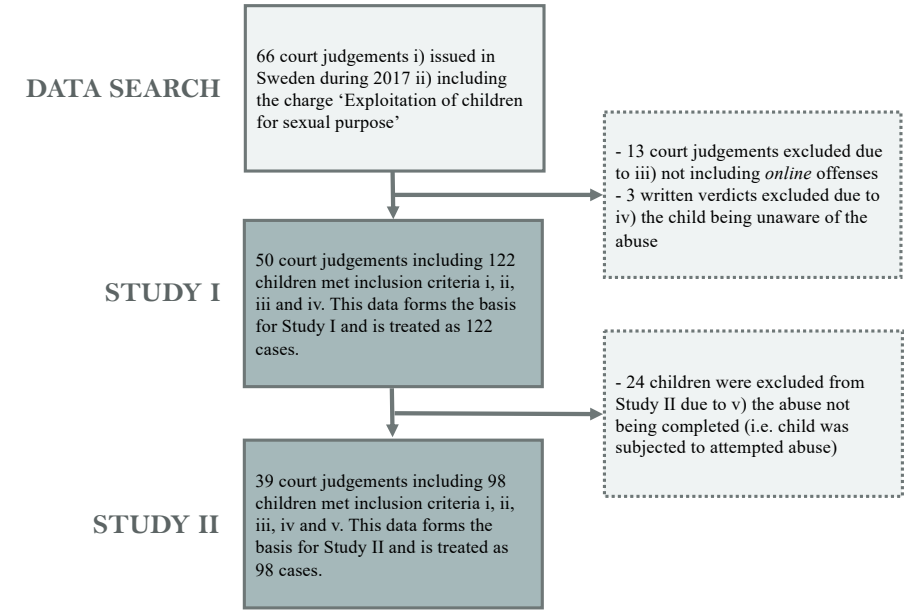 DATA SEARCH
66 court judgements i) issued in
Sweden during 2017 ii) including
the charge ‘Exploitation of children
for sexual purpose’
- 13 court judgements excluded due
to iii) not including online offenses
- 3 written verdicts excluded due to
iv) the child being unaware of the
abuse
STUDY I
50 court judgements including 122
children met inclusion criteria i, ii,
iii and iv. This data forms the basis
for Study I and is treated as 122
cases.
- 24 children were excluded from
Study II due to v) the abuse not
being completed (i.e. child was
subjected to attempted abuse)
STUDY II
39 court judgements including 98
children met inclusion criteria i, ii,
iii, iv and v. This data forms the
basis for Study II and is treated as
98 cases.